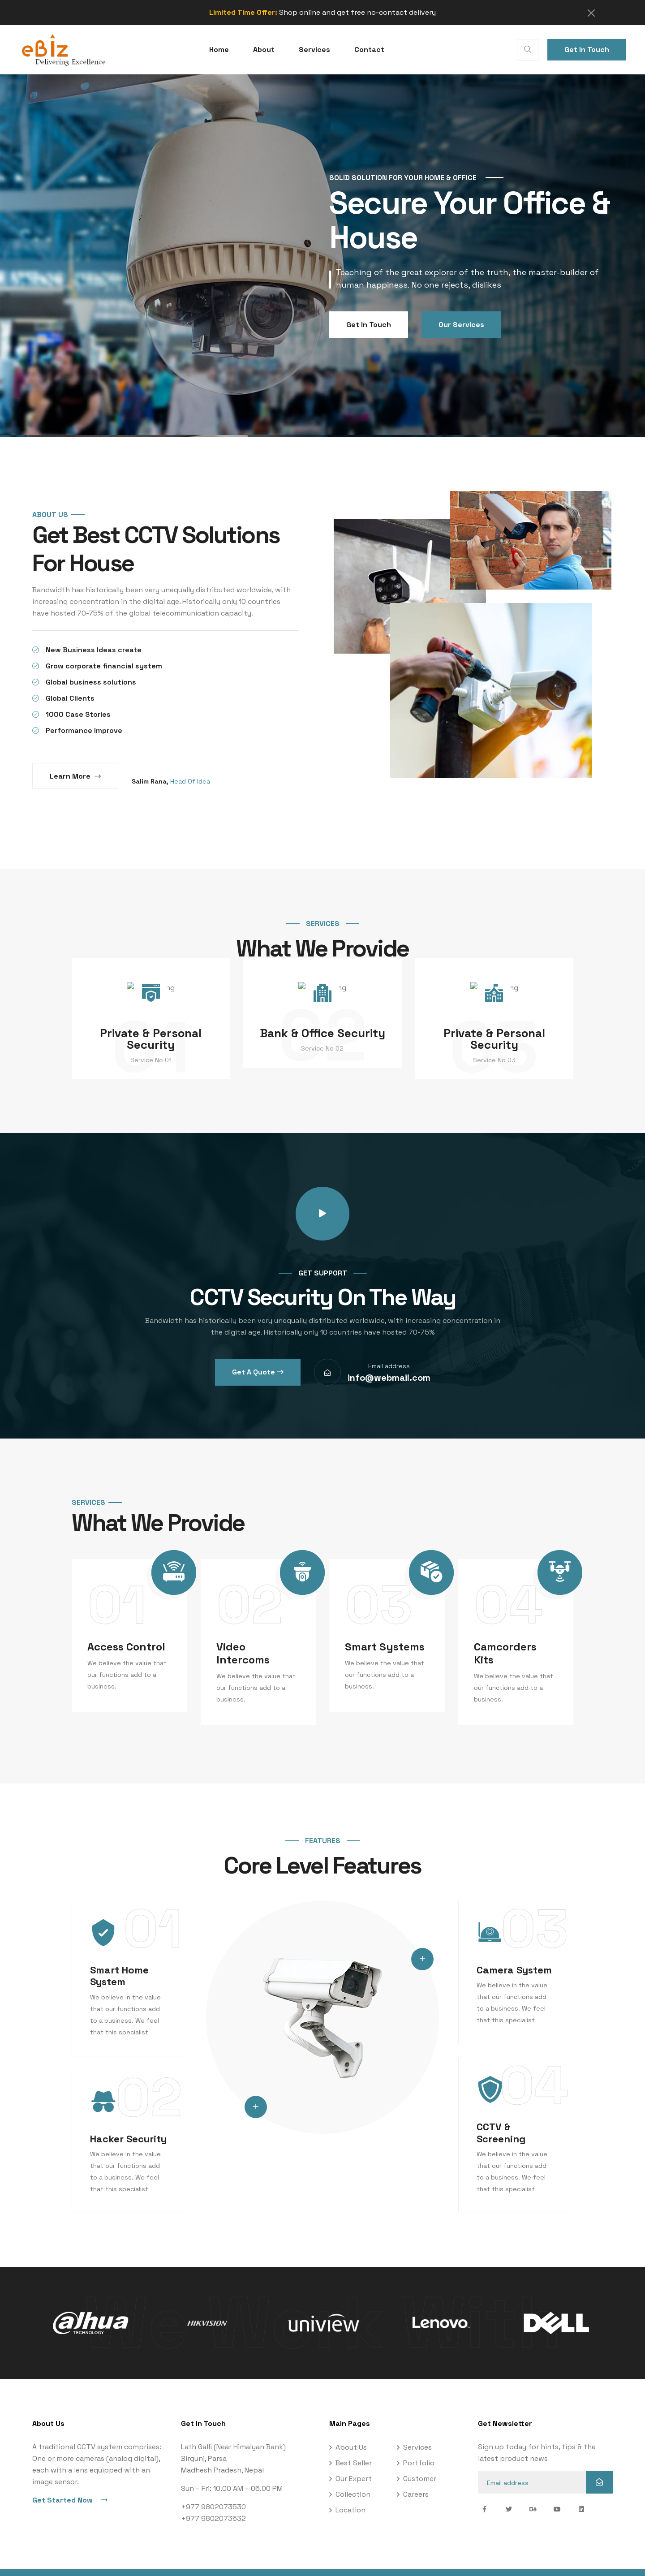 Limited Time Offer: Shop online and get free no-contact delivery
eBiz
Delivering Excellence
Home
About
Services
Contact
Get In Touch
SOLID SOLUTION FOR YOUR HOME & OFFICE
Secure Your Office &
House
Teaching of the great explorer of the truth, the master-builder of
human happiness. No one rejects, dislikes
Get In Touch
Our Services
ABOUT US
Get Best CCTV Solutions
For House
Bandwidth has historically been very unequally distributed worldwide, with
increasing concentration in the digital age. Historically only 10 countries
have hosted 70-75% of the global telecommunication capacity.
New Business Ideas create
Grow corporate financial system
Global business solutions
Global Clients
1000 Case Stories
Performance Improve
Learn More
Salim Rana, Head Of Idea
SERVICES
What We Provide
01
Private & Personal
Security
Service No 01
02
Bank & Office Security
Service No 02
03
Private & Personal
Security
Service No 03
GET SUPPORT
CCTV Security On The Way
Bandwidth has historically been very unequally distributed worldwide, with increasing concentration in
the digital age. Historically only 10 countries have hosted 70-75%
Get A Quote
Email address
info@webmail.com
SERVICES
What We Provide
01
Access Control
We believe the value that
our functions add to a
business.
02
Video
Intercoms
We believe the value that
our functions add to a
business.
03
Smart Systems
We believe the value that
our functions add to a
business.
04
Camcorders
Kits
We believe the value that
our functions add to a
business.
FEATURES
Core Level Features
01
Smart Home
System
We believe in the value
that our functions add
to a business. We feel
that this specialist
02
Hacker Security
We believe in the value
that our functions add
to a business. We feel
that this specialist
03
Camera System
We believe in the value
that our functions add
to a business. We feel
that this specialist
04
CCTV &
Screening
We believe in the value
that our functions add
to a business. We feel
that this specialist
alhua
TECHNOLOGY
HIKVISION
uniview
Lenovo
DELL
About Us
A traditional CCTV system comprises:
One or more cameras (analog digital),
each with a lens equipped with an
image sensor.
Get Started Now
Get In Touch
Lath Galli (Near Himalyan Bank)
Birgunj, Parsa
Madhesh Pradesh, Nepal
Sun – Fri: 10.00 AM – 06.00 PM
+977 9802073530
+977 9802073532
Main Pages
About Us
Best Seller
Our Expert
Collection
Location
Services
Portfolio
Customer
Careers
Get Newsletter
Sign up today for hints, tips & the
latest product news
Email address